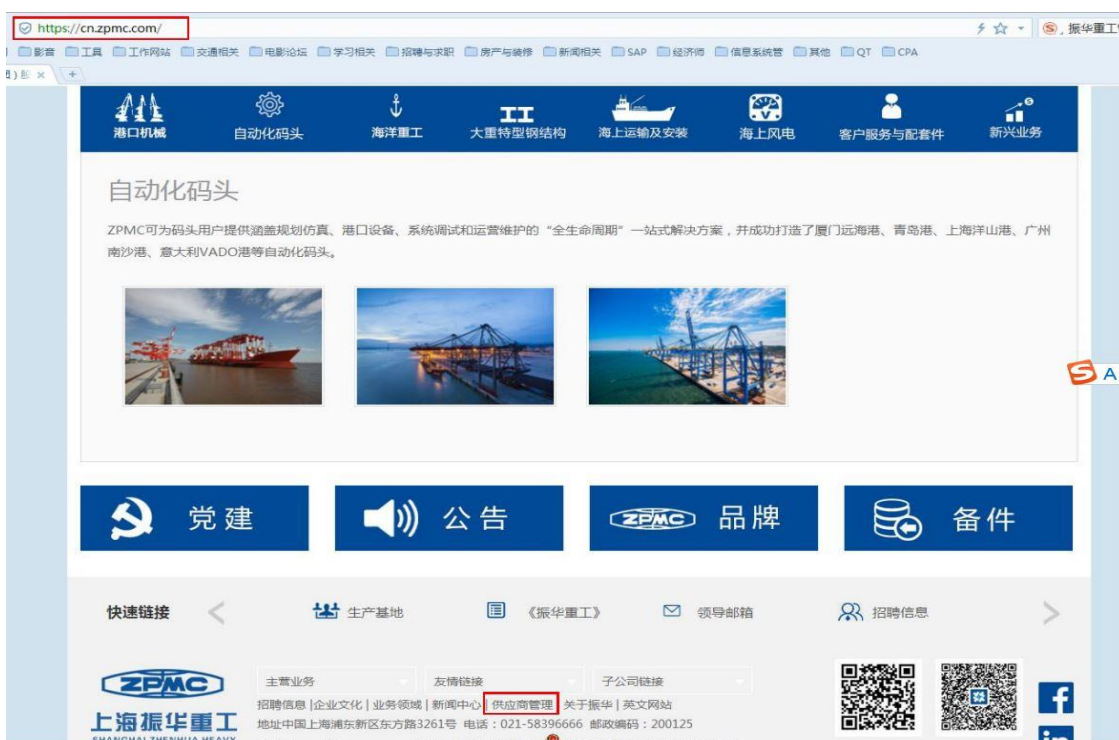 https://cn.zpmc.com/
振华重工
影音 工具 工作网站 交通相关 电影论坛 学习相关 招聘与求职 房产与装修 新闻相关 SAP 经济师 信息系统管 其他 QT CPA
港口机械 自动化码头 海洋重工 大重特型钢结构 海上运输及安装 海上风电 客户服务与配套件 新兴业务
自动化码头
ZPMC可为码头用户提供涵盖规划仿真、港口设备、系统调试和运营维护的“全生命周期”一站式解决方案，并成功打造了厦门远海港、青岛港、上海洋山港、广州
南沙港、意大利VADO港等自动化码头。
党建 公告 ZPMC 品牌 备件
快速链接 生产基地 《振华重工》 领导邮箱 招聘信息
ZPMC
主营业务 友情链接 子公司链接
招聘信息|企业文化|业务领域|新闻中心|供应商管理|关于振华|英文网站
上海振华重工
地址中国上海浦东新区东方路3261号 电话：021-58396666 邮政编码：200125
SHANGHAI ZHENHUA HEAVY